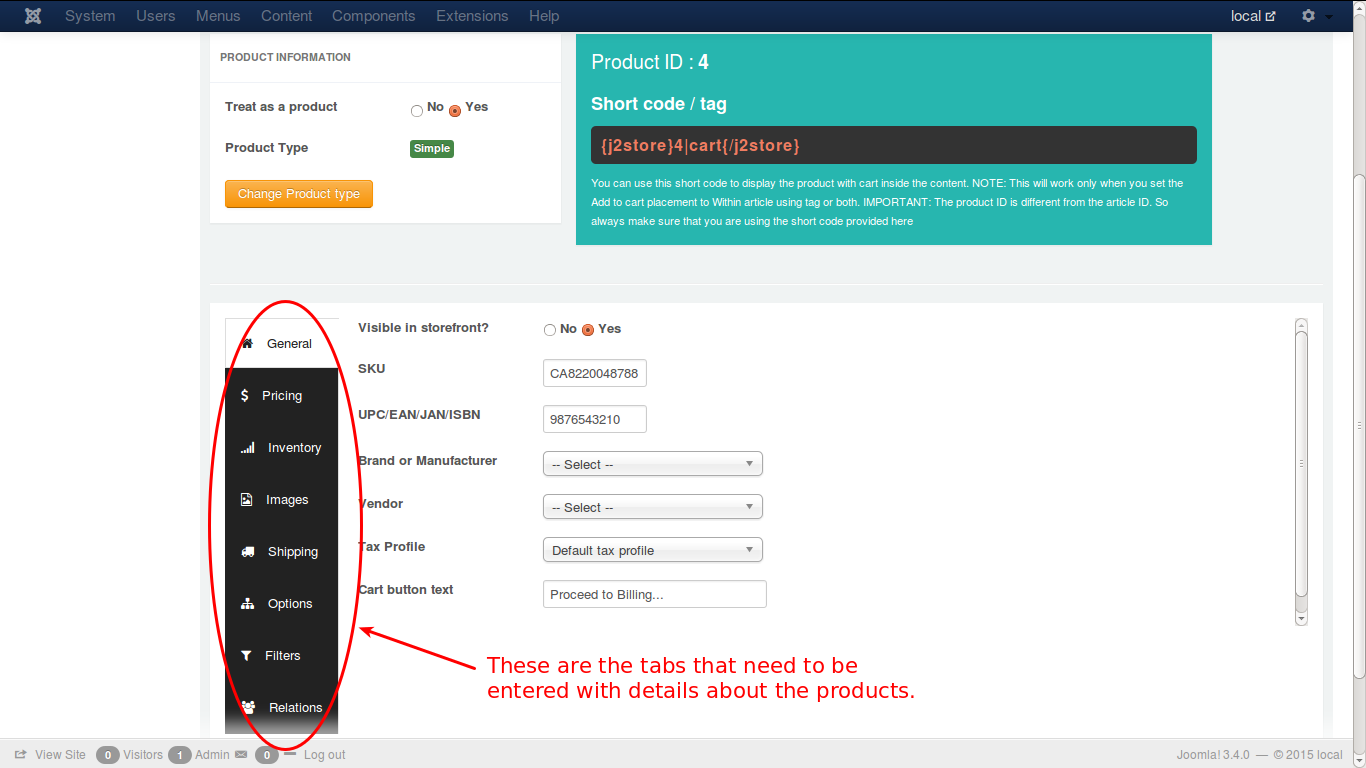 System Users Menus Content Components Extensions Help local
PRODUCT INFORMATION
Treat as a product No Yes
Product Type Simple
Change Product type
Product ID : 4
Short code / tag
{j2store}4|cart{/j2store}
You can use this short code to display the product with cart inside the content. NOTE: This will work only when you set the
Add to cart placement to Within article using tag or both. IMPORTANT: The product ID is different from the article ID. So
always make sure that you are using the short code provided here
General
Pricing
Inventory
Images
Shipping
Options
Filters
Relations
Visible in storefront? No Yes
SKU CA8220048788
UPC/EAN/JAN/ISBN 9876543210
Brand or Manufacturer -- Select --
Vendor -- Select --
Tax Profile Default tax profile
Cart button text Proceed to Billing...
These are the tabs that need to be
entered with details about the products.
View Site 0 Visitors 1 Admin 0 Log out Joomla! 3.4.0 — © 2015 local